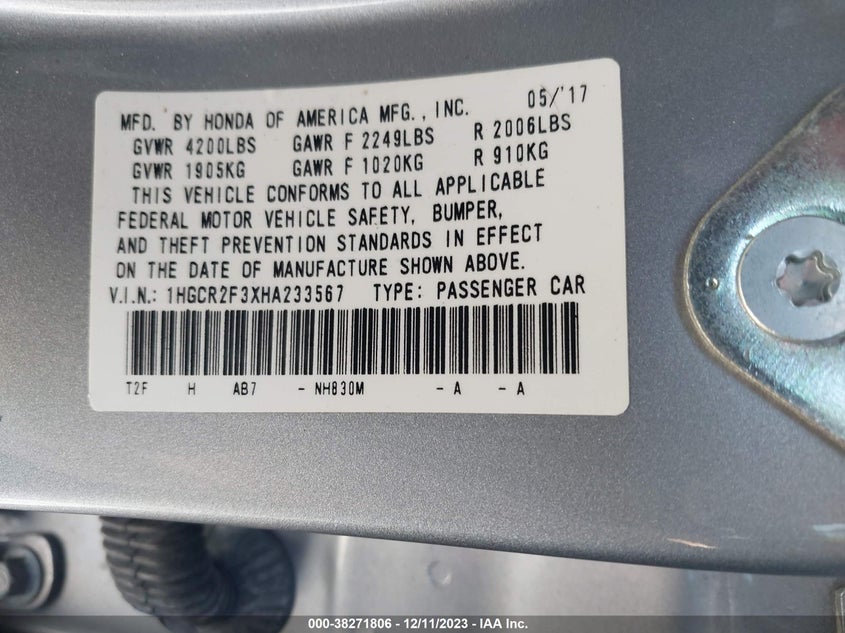 MFD. BY HONDA OF AMERICA MFG., INC. 05/'17
GVWR 4200LBS GAWR F 2249LBS R 2006LBS
GVWR 1905KG GAWR F 1020KG R 910KG
THIS VEHICLE CONFORMS TO ALL APPLICABLE
FEDERAL MOTOR VEHICLE SAFETY, BUMPER,
AND THEFT PREVENTION STANDARDS IN EFFECT
ON THE DATE OF MANUFACTURE SHOWN ABOVE.
V.I.N.: 1HGCR2F3XHA233567 TYPE: PASSENGER CAR
T2F H AB7 - NH830M - A - A
000-38271806 - 12/11/2023 - IAA Inc.